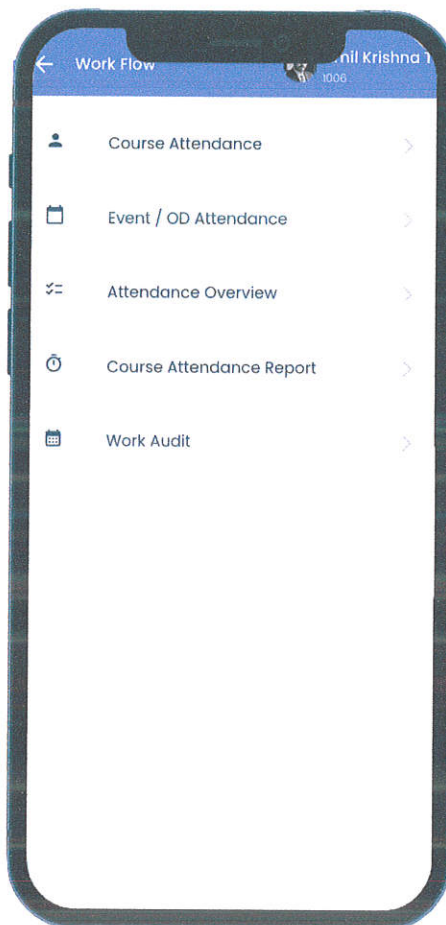 Work Flow
Krishna T
1006
Course Attendance
Event / OD Attendance
Attendance Overview
Course Attendance Report
Work Audit